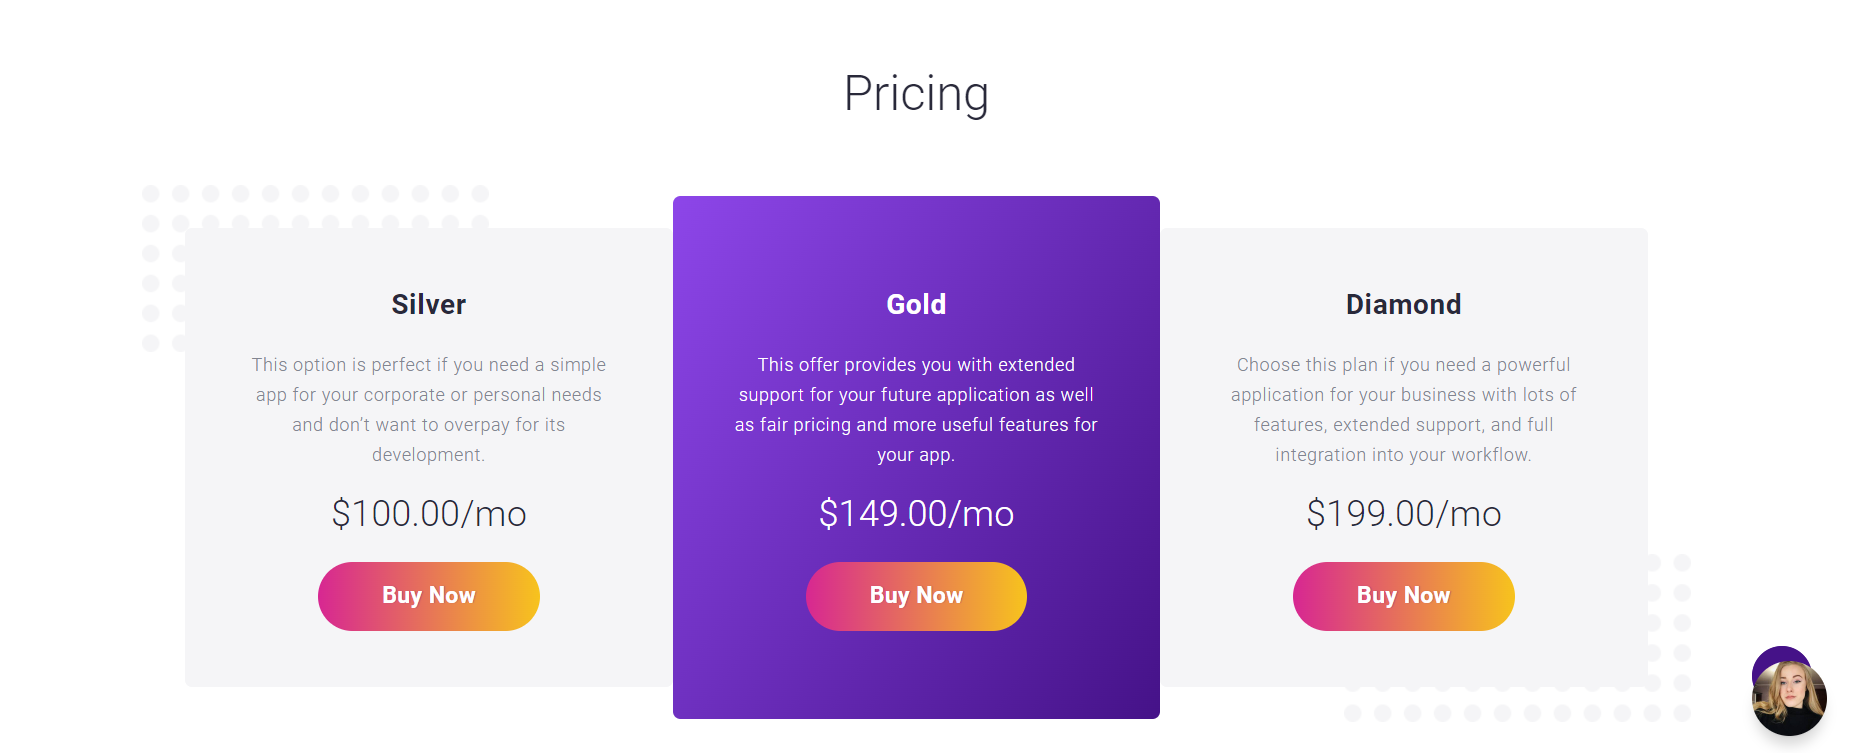 Pricing
Silver
This option is perfect if you need a simple
app for your corporate or personal needs
and don’t want to overpay for its
development.
$100.00/mo
Buy Now
Gold
This offer provides you with extended
support for your future application as well
as fair pricing and more useful features for
your app.
$149.00/mo
Buy Now
Diamond
Choose this plan if you need a powerful
application for your business with lots of
features, extended support, and full
integration into your workflow.
$199.00/mo
Buy Now